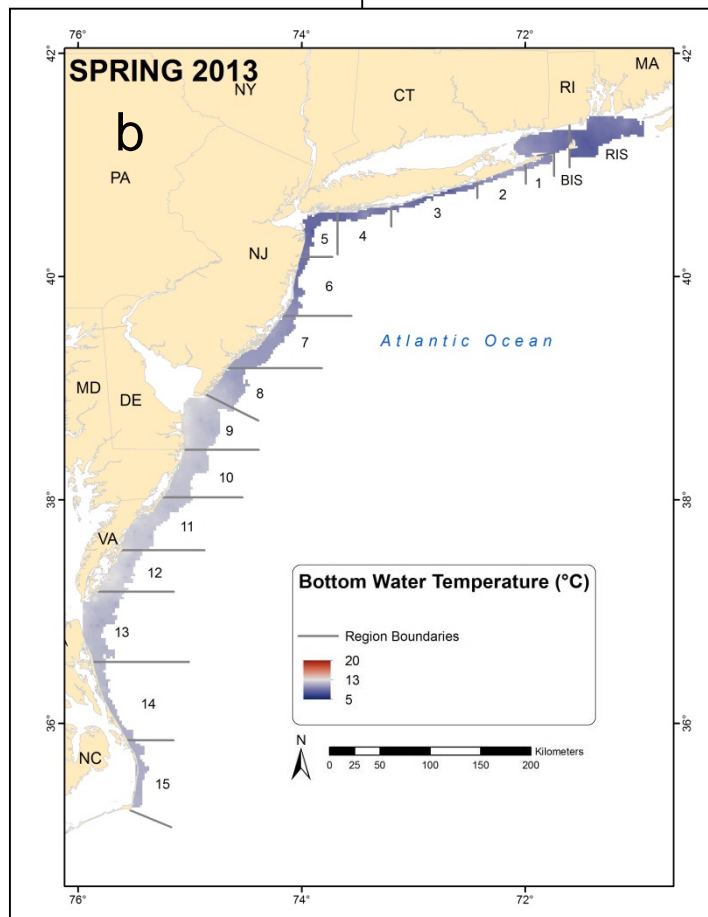 76°
74°
72°
42°
42°
SPRING 2013
b
NY
CT
RI
MA
PA
RIS
BIS
1
2
3
4
5
NJ
40°
40°
6
7
Atlantic Ocean
MD
DE
8
9
10
38°
38°
11
VA
12
13
14
36°
36°
NC
15
Bottom Water Temperature (°C)
Region Boundaries
20
13
5
N
Kilometers
0 25 50 100 150 200
76°
74°
72°